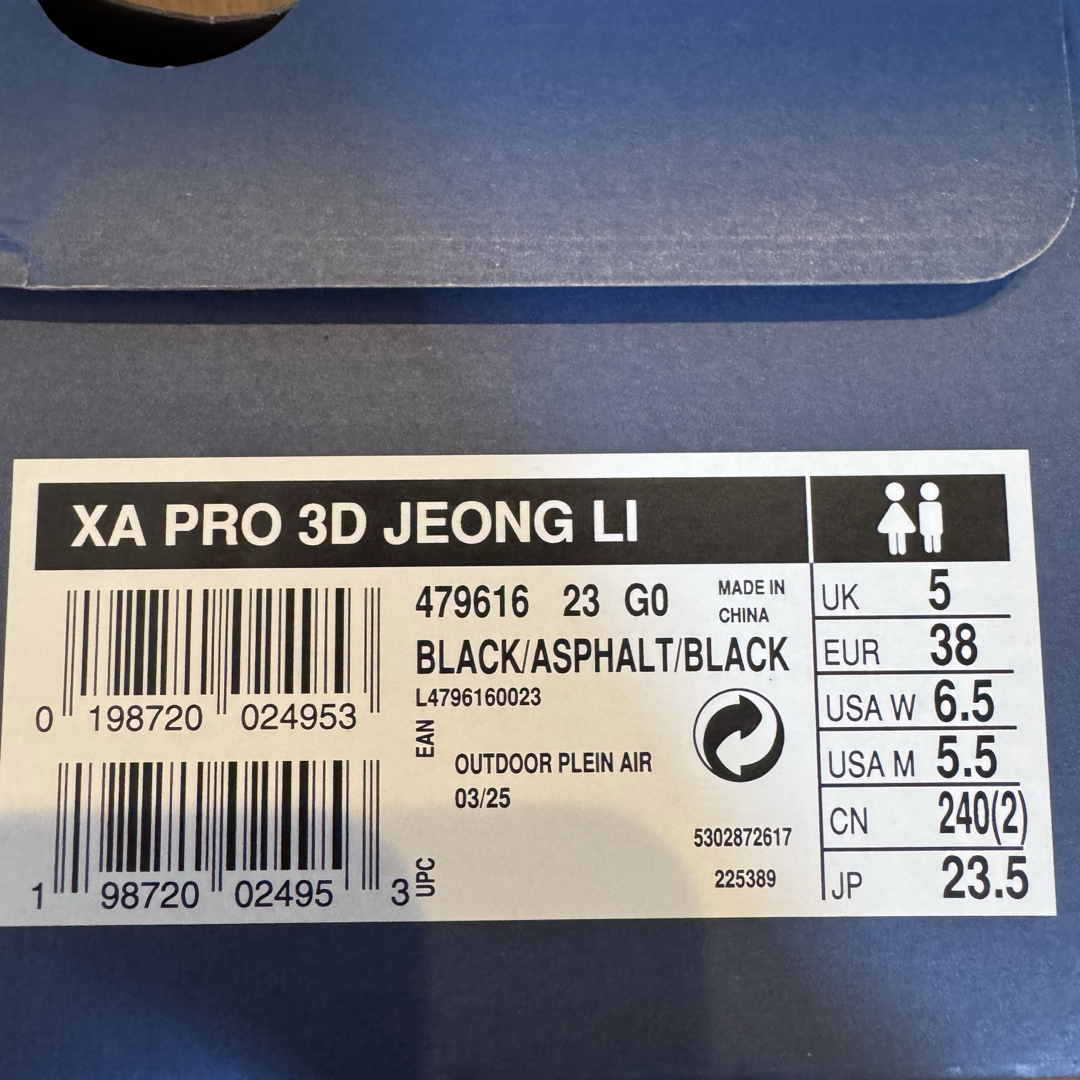 XA PRO 3D JEONG LI
479616 23 G0
MADE IN
CHINA
BLACK/ASPHALT/BLACK
L4796160023
0 198720 024953
EAN
OUTDOOR PLEIN AIR
03/25
5302872617
225389
1 98720 02495 3
UPC
UK 5
EUR 38
USA W 6.5
USA M 5.5
CN 240(2)
JP 23.5